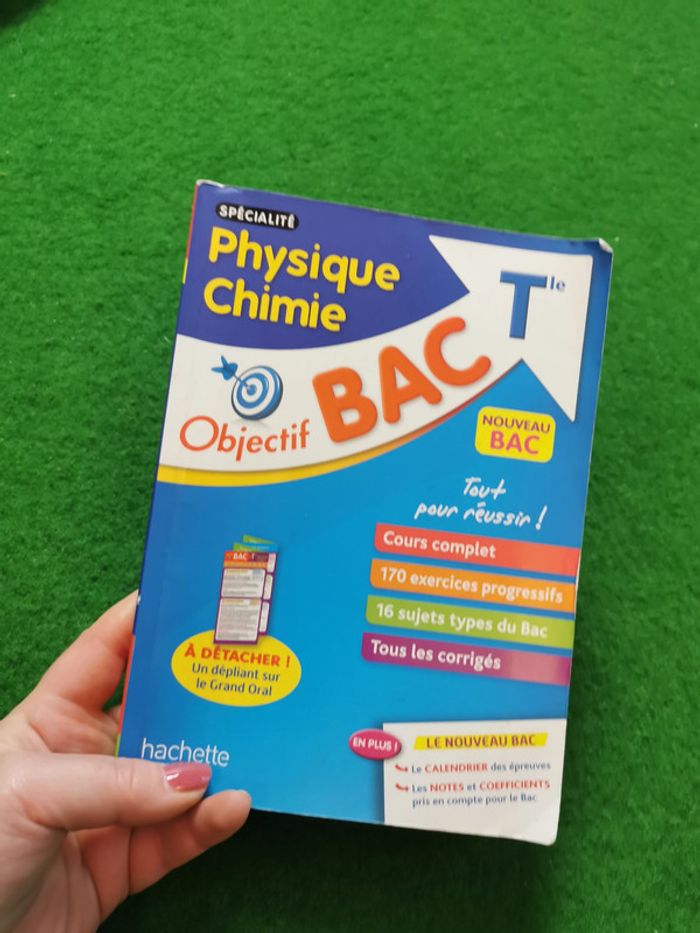 SPÉCIALITÉ
Physique
Chimie
Tle
Objectif BAC
NOUVEAU
BAC
Tout
pour réussir !
Cours complet
170 exercices progressifs
16 sujets types du Bac
Tous les corrigés
BAC T
À DÉTACHER !
Un dépliant sur
le Grand Oral
hachette
EN PLUS !
LE NOUVEAU BAC
Le CALENDRIER des épreuves
Les NOTES et COEFFICIENTS
pris en compte pour le Bac